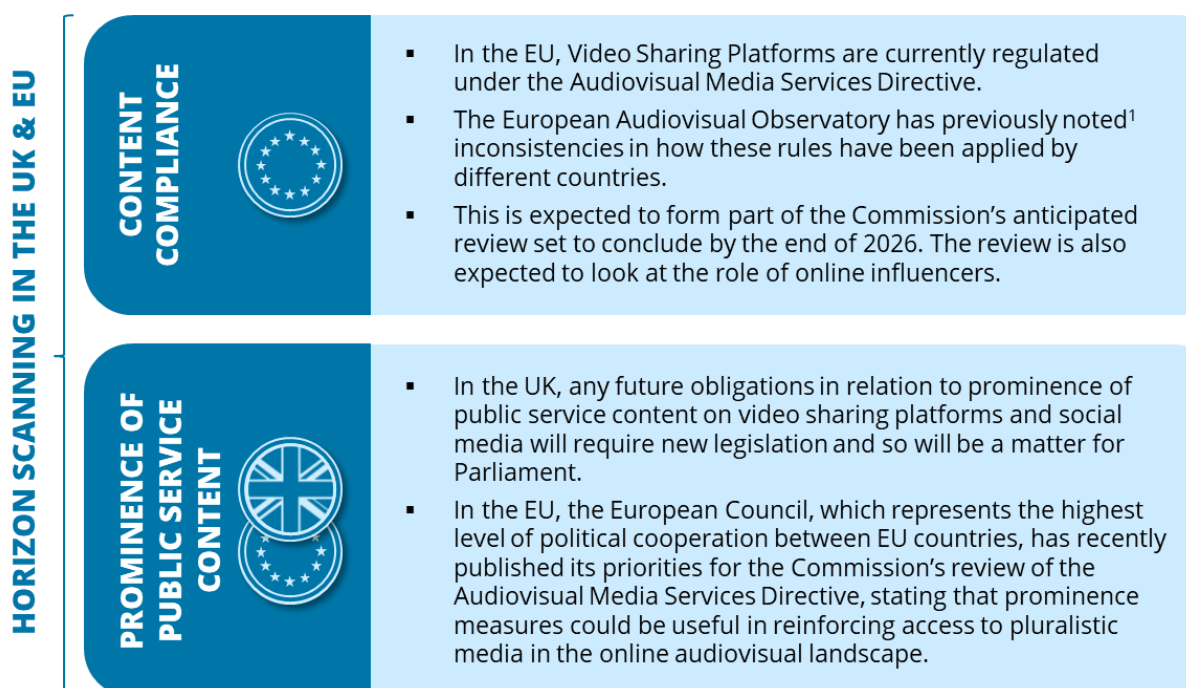 HORIZON SCANNING IN THE UK & EU
CONTENT
COMPLIANCE
▪ In the EU, Video Sharing Platforms are currently regulated
under the Audiovisual Media Services Directive.
▪ The European Audiovisual Observatory has previously noted¹
inconsistencies in how these rules have been applied by
different countries.
▪ This is expected to form part of the Commission’s anticipated
review set to conclude by the end of 2026. The review is also
expected to look at the role of online influencers.
PROMINENCE OF
PUBLIC SERVICE
CONTENT
▪ In the UK, any future obligations in relation to prominence of
public service content on video sharing platforms and social
media will require new legislation and so will be a matter for
Parliament.
▪ In the EU, the European Council, which represents the highest
level of political cooperation between EU countries, has recently
published its priorities for the Commission’s review of the
Audiovisual Media Services Directive, stating that prominence
measures could be useful in reinforcing access to pluralistic
media in the online audiovisual landscape.